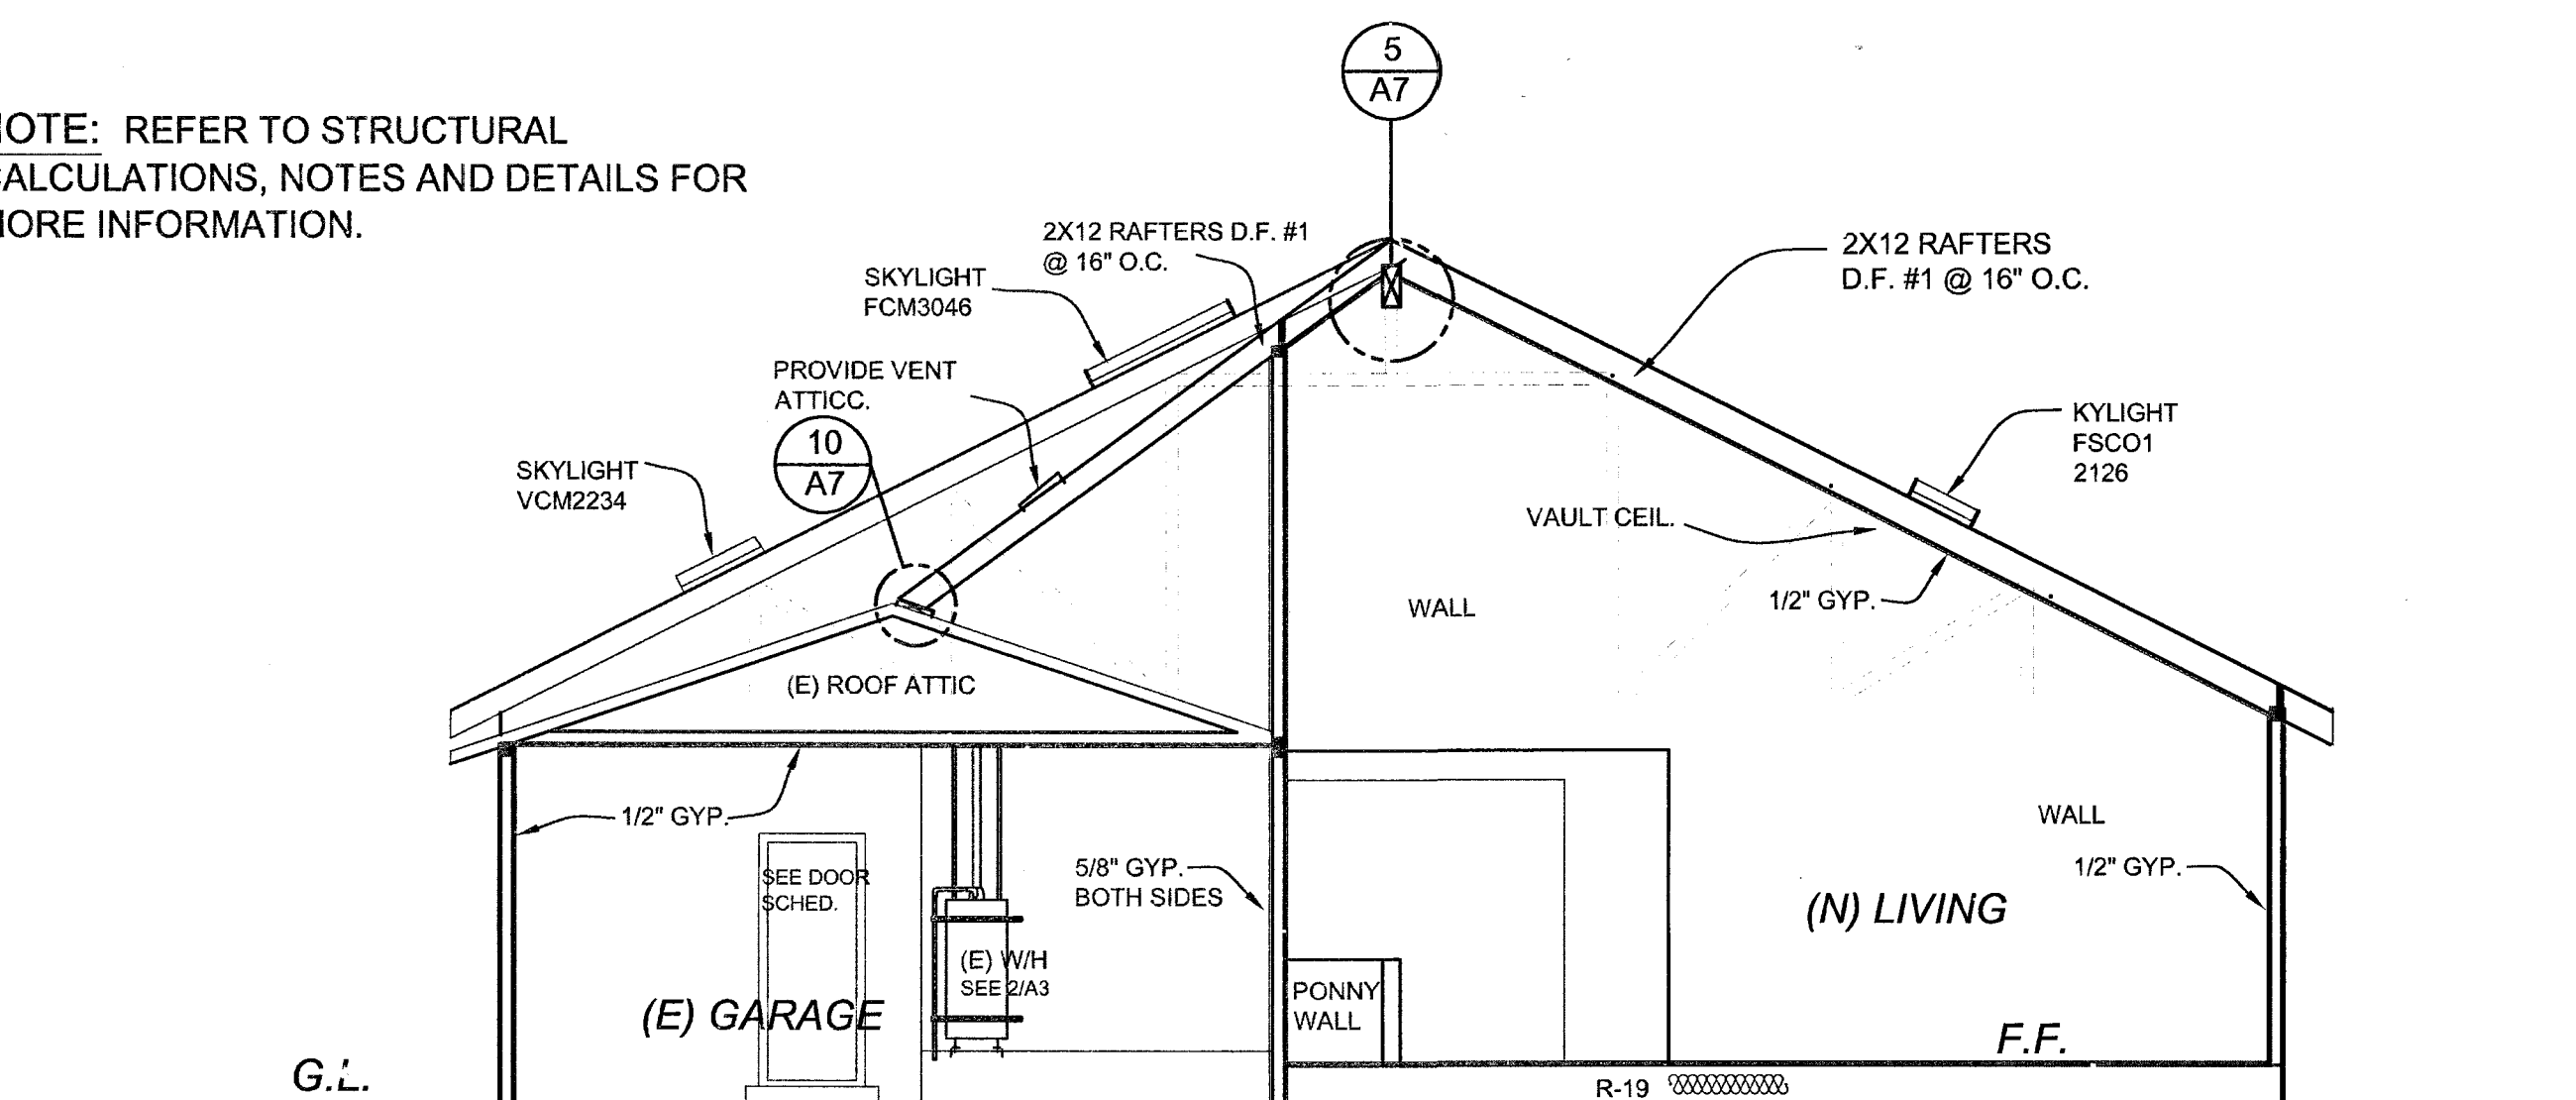 5
A7
OTE: REFER TO STRUCTURAL
ALCULATIONS, NOTES AND DETAILS FOR
ORE INFORMATION.
2X12 RAFTERS D.F. #1
@ 16" O.C.
2X12 RAFTERS
D.F. #1 @ 16" O.C.
SKYLIGHT
FCM3046
PROVIDE VENT
ATTICC.
10
A7
KYLIGHT
FSCO1
2126
SKYLIGHT
VCM2234
VAULT CEIL.
1/2" GYP.
WALL
(E) ROOF ATTIC
1/2" GYP.
WALL
5/8" GYP.
BOTH SIDES
1/2" GYP.
SEE DOOR
SCHED.
(N) LIVING
(E) W/H
SEE 2/A3
(E) GARAGE
PONNY
WALL
F.F.
G.L.
R-19